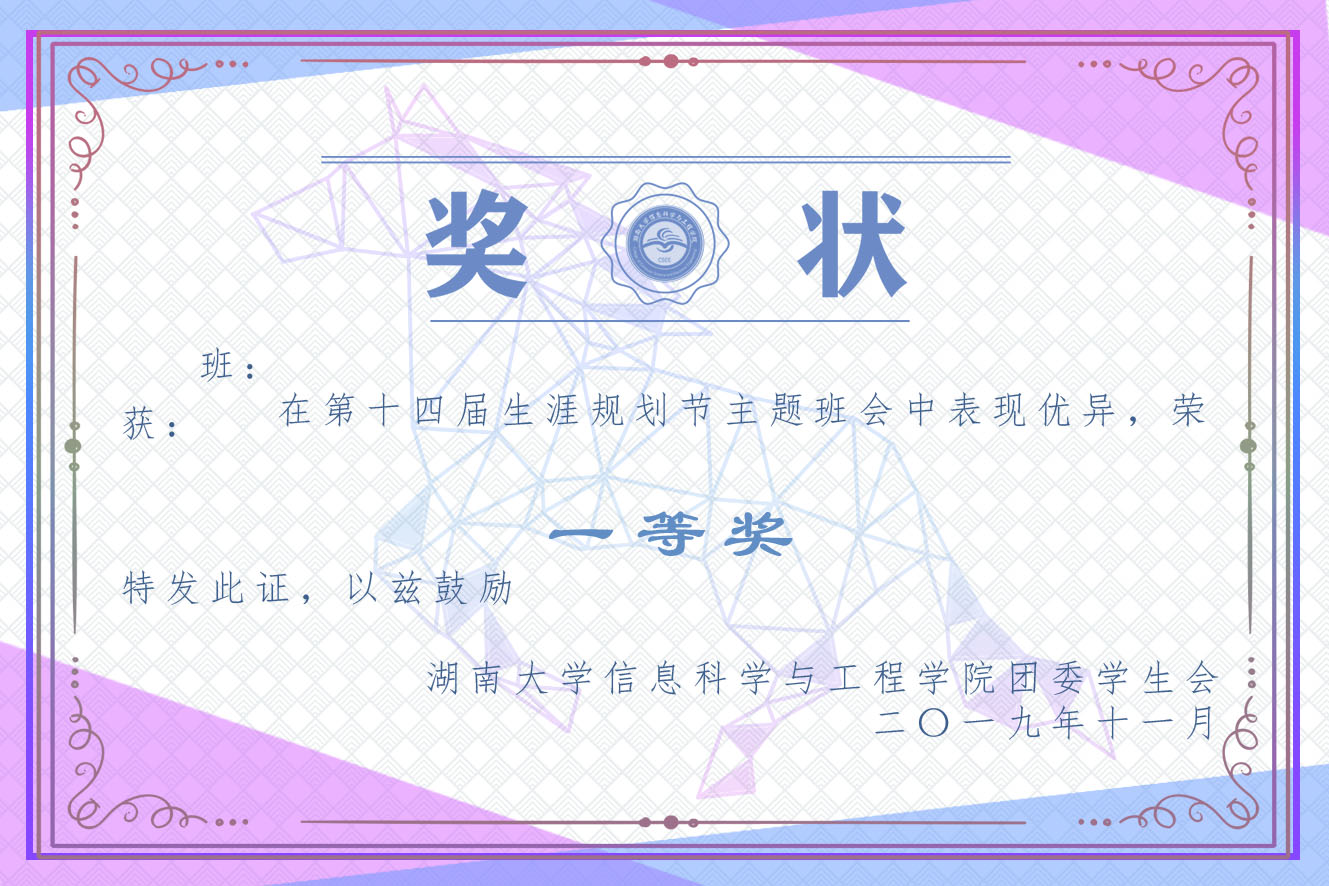 奖 状
湖南大学信息科学与工程学院
CSEE
班：
在第十四届生涯规划节主题班会中表现优异，荣
获：
一等奖
特发此证，以兹鼓励
湖南大学信息科学与工程学院团委学生会
二〇一九年十一月